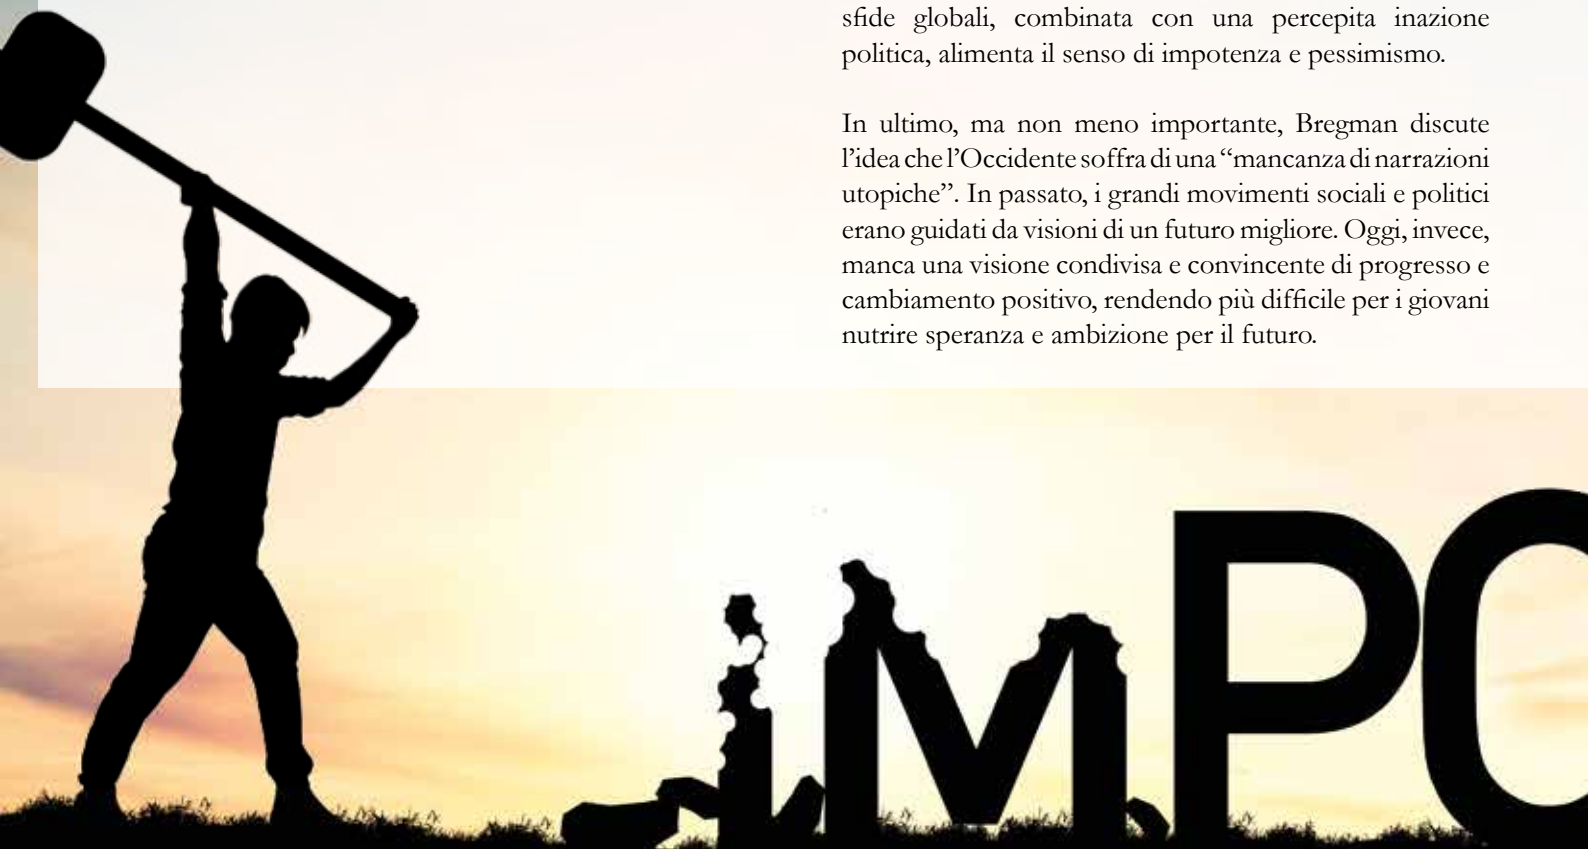 sfide globali, combinata con una percepita inazione
politica, alimenta il senso di impotenza e pessimismo.
In ultimo, ma non meno importante, Bregman discute
l’idea che l’Occidente soffra di una “mancanza di narrazioni
utopiche”. In passato, i grandi movimenti sociali e politici
erano guidati da visioni di un futuro migliore. Oggi, invece,
manca una visione condivisa e convincente di progresso e
cambiamento positivo, rendendo più difficile per i giovani
nutrire speranza e ambizione per il futuro.
iMPO